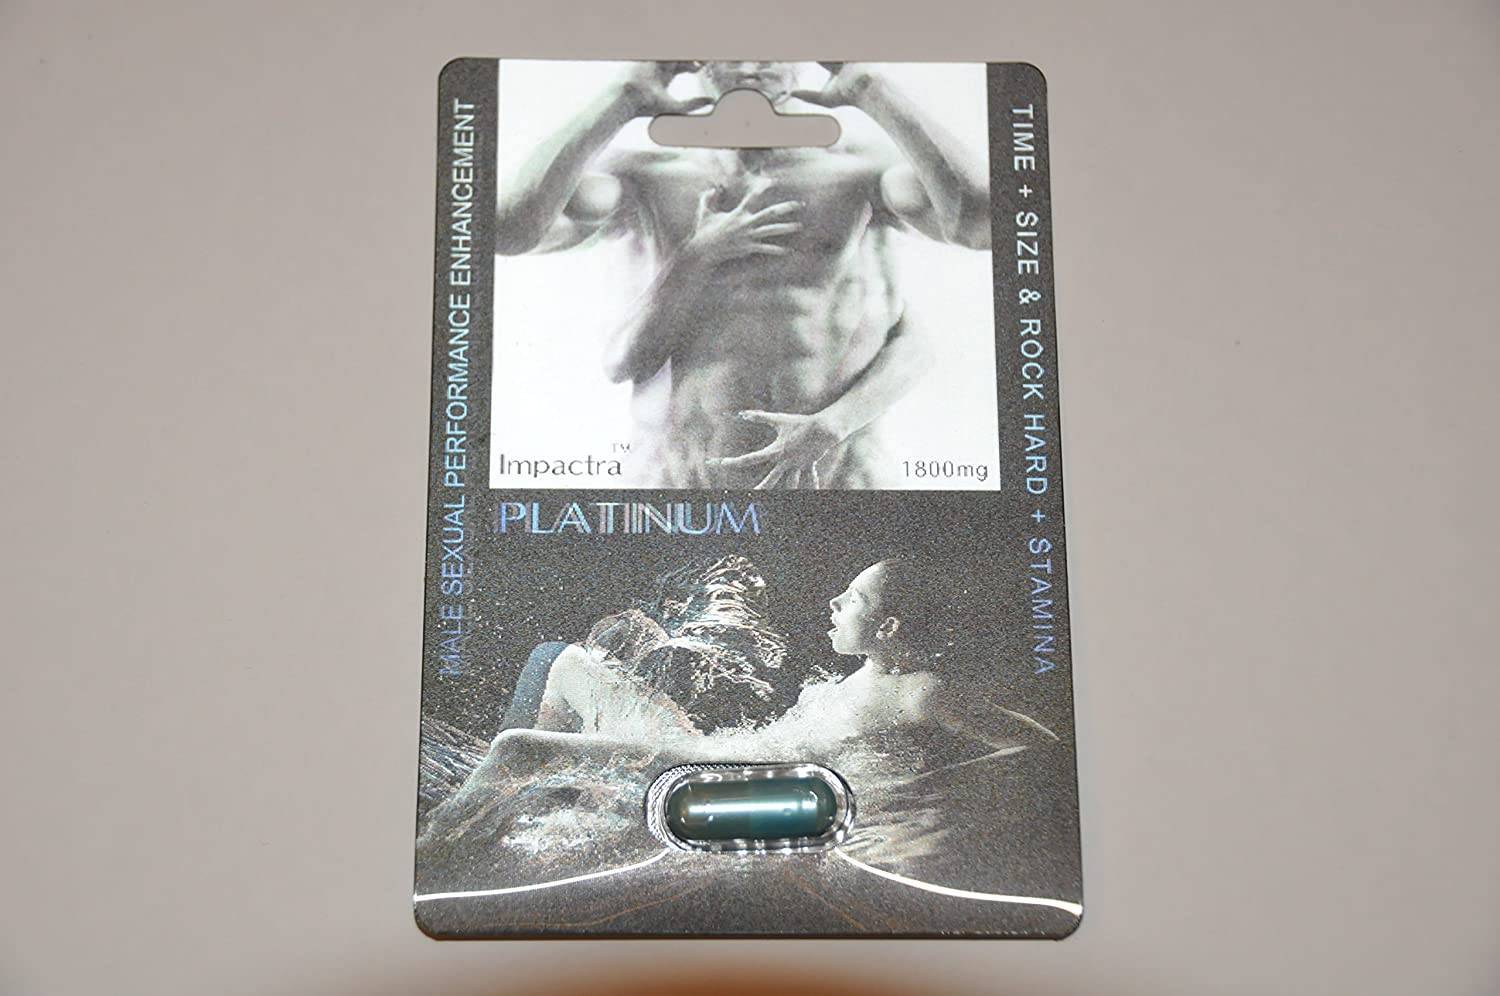 MALE SEXUAL PERFORMANCE ENHANCEMENT
TIME + SIZE & ROCK HARD + STAMINA
Impactra™
1800mg
PLATINUM